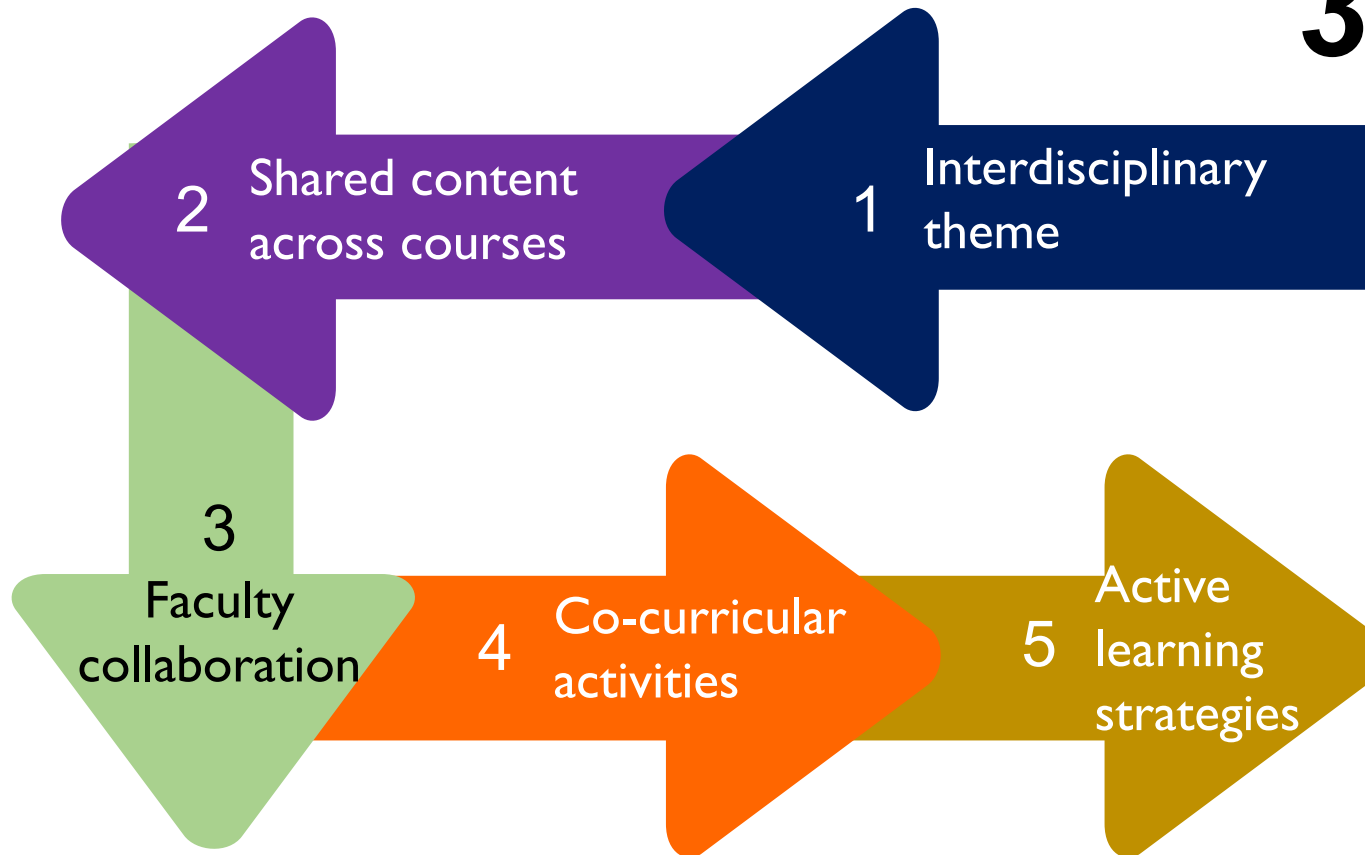 3
1
Interdisciplinary
theme
2
Shared content
across courses
3
Faculty
collaboration
4
Co-curricular
activities
5
Active
learning
strategies